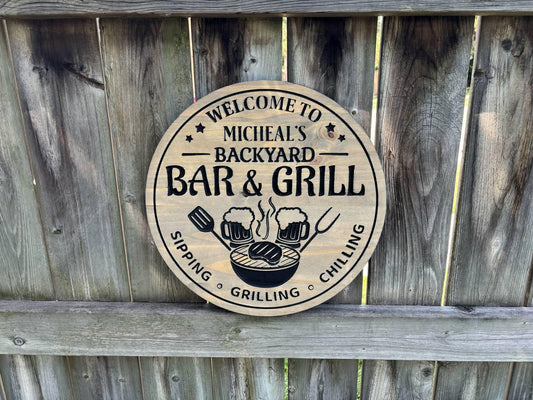 WELCOME TO
MICHEAL'S
BACKYARD
BAR & GRILL
SIPPING • GRILLING • CHILLING